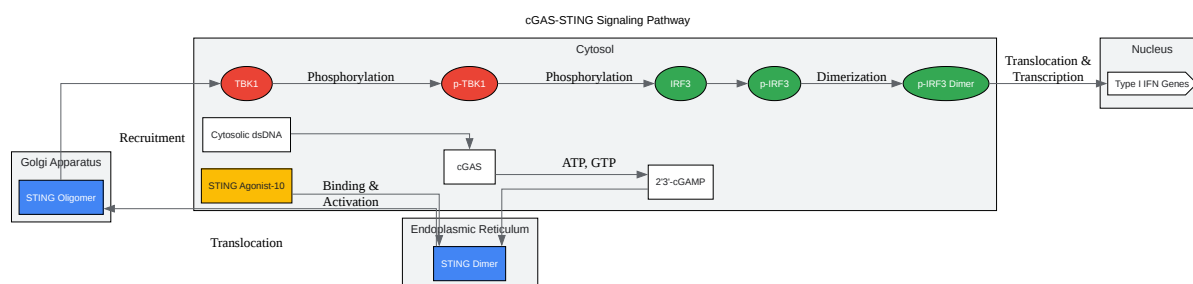 cGAS-STING Signaling Pathway
Cytosol
Nucleus
TBK1
Phosphorylation
p-TBK1
Phosphorylation
IRF3
p-IRF3
Dimerization
p-IRF3 Dimer
Translocation &
Transcription
Type I IFN Genes
Recruitment
Cytosolic dsDNA
cGAS
ATP, GTP
2'3'-cGAMP
Golgi Apparatus
STING Oligomer
STING Agonist-10
Binding &
Activation
Translocation
Endoplasmic Reticulum
STING Dimer